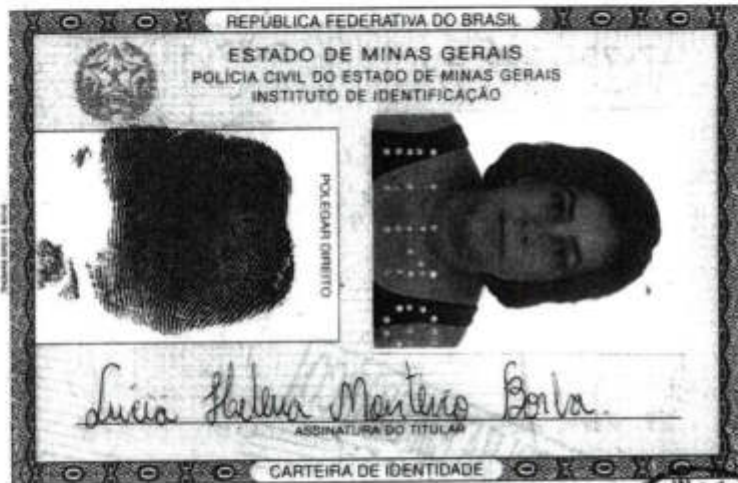 REPÚBLICA FEDERATIVA DO BRASIL
ESTADO DE MINAS GERAIS
POLÍCIA CIVIL DO ESTADO DE MINAS GERAIS
INSTITUTO DE IDENTIFICAÇÃO
POLEGAR DIREITO
Lucia Helena Monteiro Borba.
ASSINATURA DO TITULAR
CARTEIRA DE IDENTIDADE